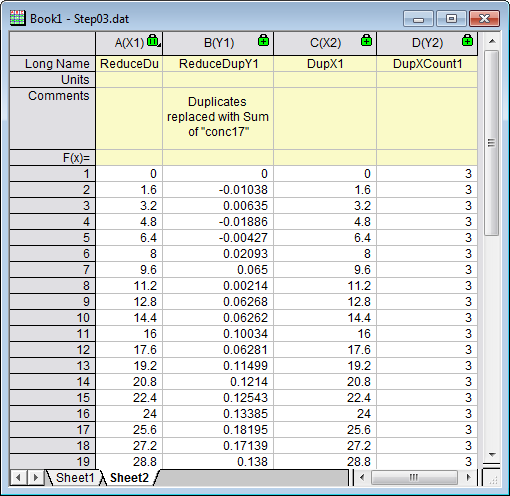 Book1 - Step03.dat
A(X1) B(Y1) C(X2) D(Y2)
Long Name ReduceDu ReduceDupY1 DupX1 DupXCount1
Units
Comments Duplicates
replaced with Sum
of "conc17"
F(x)=
1 0 0 0 3
2 1.6 -0.01038 1.6 3
3 3.2 0.00635 3.2 3
4 4.8 -0.01886 4.8 3
5 6.4 -0.00427 6.4 3
6 8 0.02093 8 3
7 9.6 0.065 9.6 3
8 11.2 0.00214 11.2 3
9 12.8 0.06268 12.8 3
10 14.4 0.06262 14.4 3
11 16 0.10034 16 3
12 17.6 0.06281 17.6 3
13 19.2 0.11499 19.2 3
14 20.8 0.1214 20.8 3
15 22.4 0.12543 22.4 3
16 24 0.13385 24 3
17 25.6 0.18195 25.6 3
18 27.2 0.17139 27.2 3
19 28.8 0.138 28.8 3
Sheet1 Sheet2